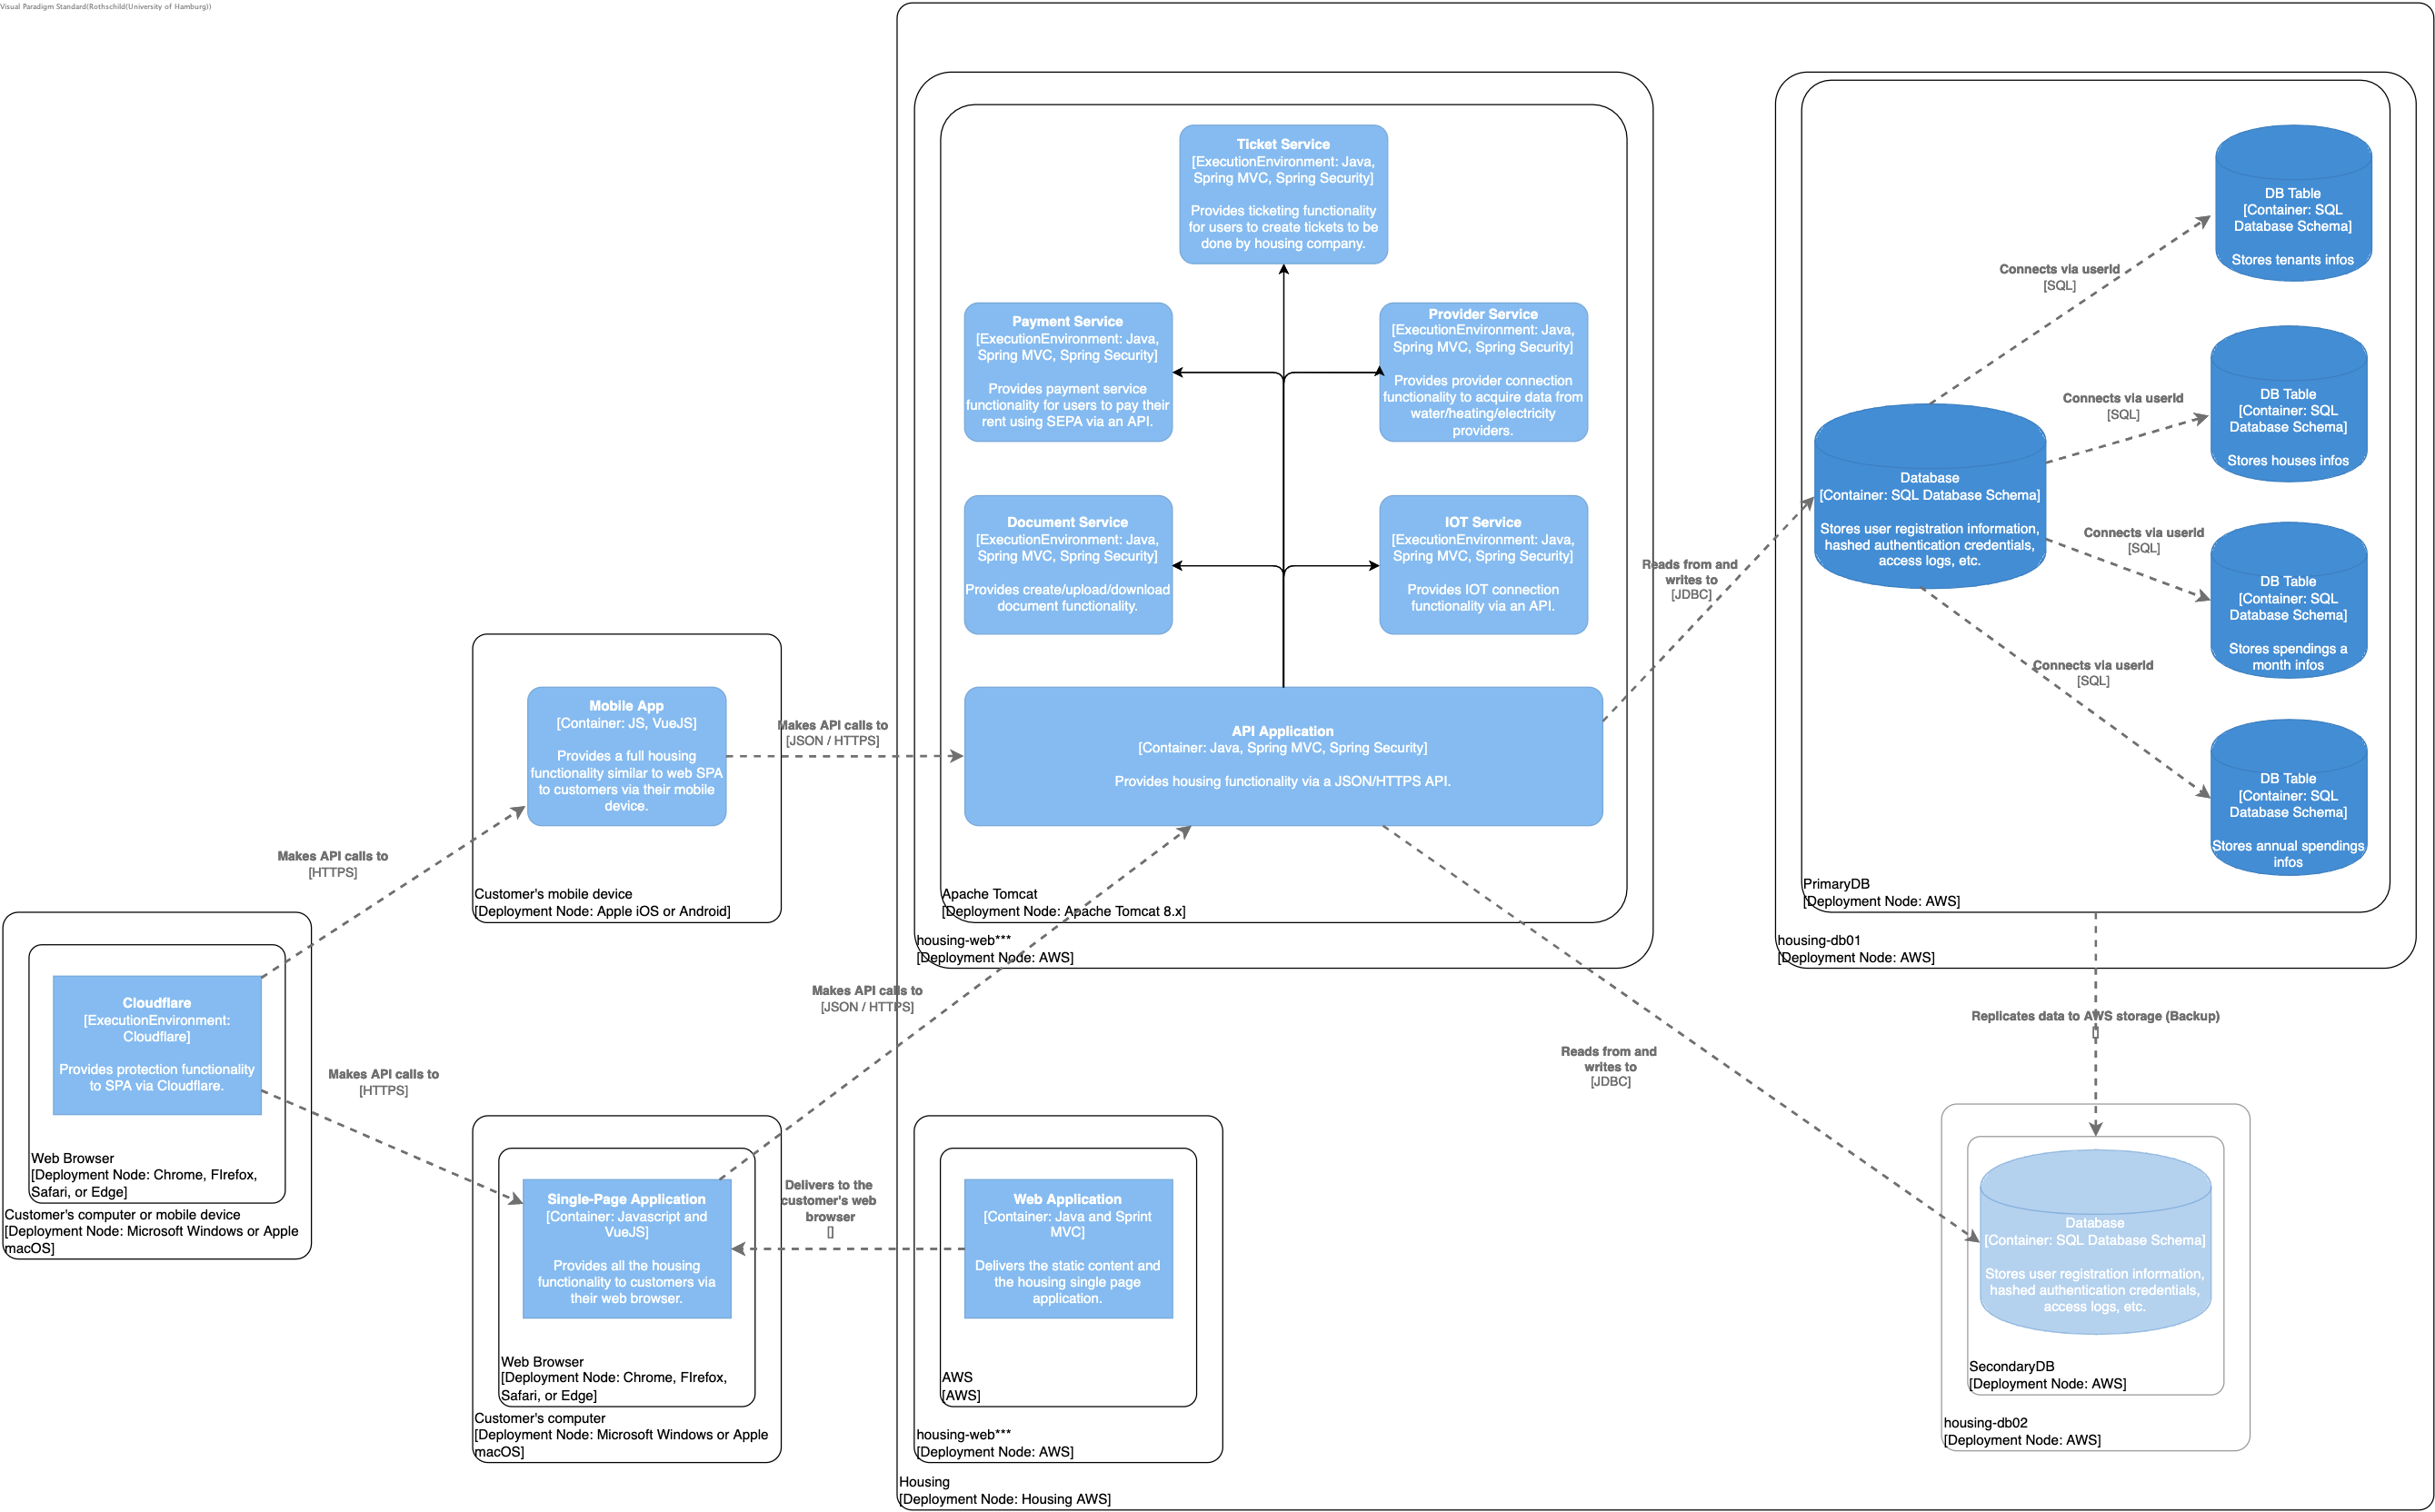 Visual Paradigm Standard(Rothschild(University of Hamburg))
Ticket Service
[ExecutionEnvironment: Java,
Spring MVC, Spring Security]
Provides ticketing functionality
for users to create tickets to be
done by housing company.
Payment Service
[ExecutionEnvironment: Java,
Spring MVC, Spring Security]
Provides payment service
functionality for users to pay their
rent using SEPA via an API.
Provider Service
[ExecutionEnvironment: Java,
Spring MVC, Spring Security]
Provides provider connection
functionality to acquire data from
water/heating/electricity
providers.
Document Service
[ExecutionEnvironment: Java,
Spring MVC, Spring Security]
Provides create/upload/download
document functionality.
IOT Service
[ExecutionEnvironment: Java,
Spring MVC, Spring Security]
Provides IOT connection
functionality via an API.
API Application
[Container: Java, Spring MVC, Spring Security]
Provides housing functionality via a JSON/HTTPS API.
Apache Tomcat
[Deployment Node: Apache Tomcat 8.x]
housing-web***
[Deployment Node: AWS]
Mobile App
[Container: JS, VueJS]
Provides a full housing
functionality similar to web SPA
to customers via their mobile
device.
Customer's mobile device
[Deployment Node: Apple iOS or Android]
Makes API calls to
[JSON / HTTPS]
Makes API calls to
[HTTPS]
Cloudflare
[ExecutionEnvironment:
Cloudflare]
Provides protection functionality
to SPA via Cloudflare.
Web Browser
[Deployment Node: Chrome, FIrefox,
Safari, or Edge]
Customer's computer or mobile device
[Deployment Node: Microsoft Windows or Apple
macOS]
Makes API calls to
[HTTPS]
Makes API calls to
[JSON / HTTPS]
Single-Page Application
[Container: Javascript and
VueJS]
Provides all the housing
functionality to customers via
their web browser.
Web Browser
[Deployment Node: Chrome, FIrefox,
Safari, or Edge]
Customer's computer
[Deployment Node: Microsoft Windows or Apple
macOS]
Delivers to the
customer's web
browser
[]
Web Application
[Container: Java and Sprint
MVC]
Delivers the static content and
the housing single page
application.
AWS
[AWS]
housing-web***
[Deployment Node: AWS]
Housing
[Deployment Node: Housing AWS]
Reads from and
writes to
[JDBC]
Reads from and
writes to
[JDBC]
Database
[Container: SQL Database Schema]
Stores user registration information,
hashed authentication credentials,
access logs, etc.
Connects via userId
[SQL]
Connects via userId
[SQL]
Connects via userId
[SQL]
Connects via userId
[SQL]
DB Table
[Container: SQL
Database Schema]
Stores tenants infos
DB Table
[Container: SQL
Database Schema]
Stores houses infos
DB Table
[Container: SQL
Database Schema]
Stores spendings a
month infos
DB Table
[Container: SQL
Database Schema]
Stores annual spendings
infos
PrimaryDB
[Deployment Node: AWS]
housing-db01
[Deployment Node: AWS]
Replicates data to AWS storage (Backup)
[]
Database
[Container: SQL Database Schema]
Stores user registration information,
hashed authentication credentials,
access logs, etc.
SecondaryDB
[Deployment Node: AWS]
housing-db02
[Deployment Node: AWS]